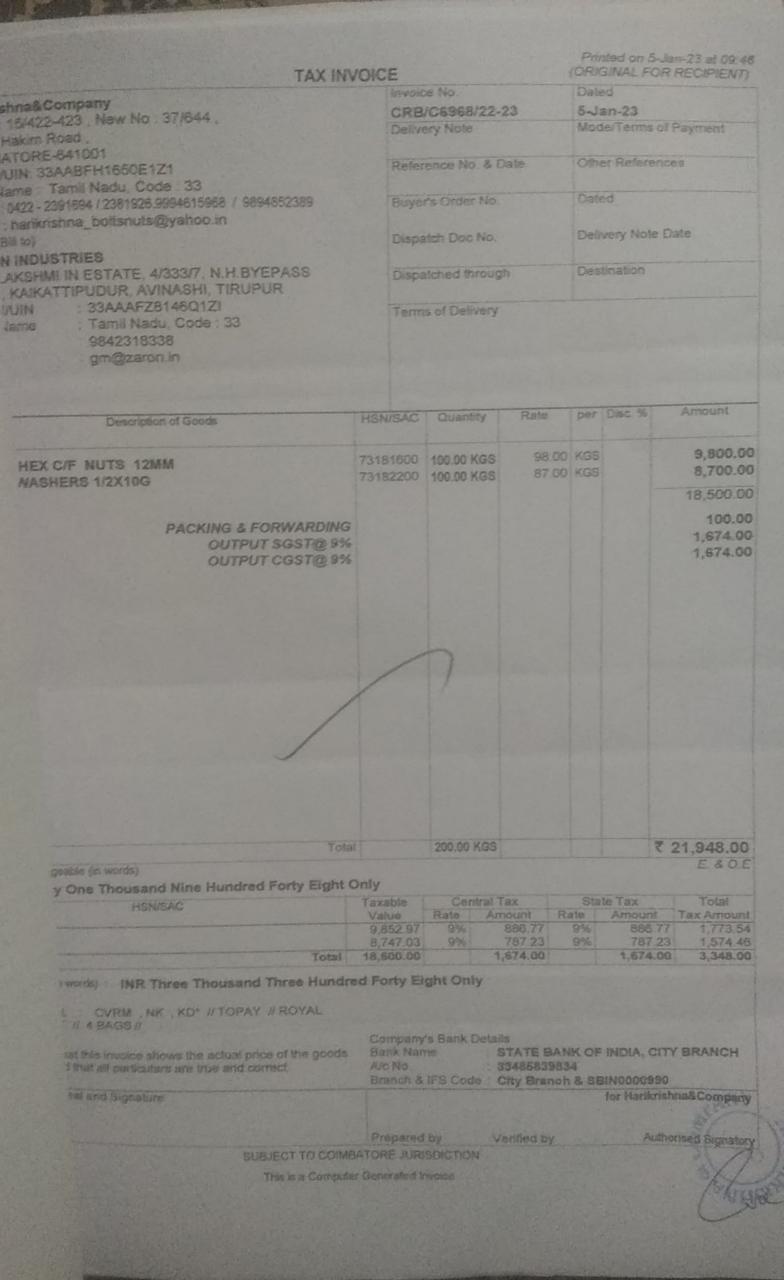 Printed on 5-Jan-23 at 09:46
TAX INVOICE
(ORIGINAL FOR RECIPIENT)
shna&Company
15/422-423 , New No : 37/644 ,
Hakim Road ,
ATORE-641001
/UIN: 33AABFH1650E1Z1
Name : Tamil Nadu, Code : 33
0422 - 2391694 / 2381926,9994615968 / 9894852389
: harikrishna_boltsnuts@yahoo.in
Invoice No. Dated
CRB/C6968/22-23 5-Jan-23
Delivery Note Mode/Terms of Payment
Reference No. & Date. Other References
Buyer's Order No. Dated
Dispatch Doc No. Delivery Note Date
Dispatched through Destination
Terms of Delivery
Bill to)
N INDUSTRIES
LAKSHMI IN ESTATE, 4/333/7, N.H.BYEPASS
, KAIKATTIPUDUR, AVINASHI, TIRUPUR
/UIN : 33AAAFZ8146Q1ZI
Name : Tamil Nadu, Code : 33
9842318338
gm@zaron.in
Description of Goods HSN/SAC Quantity Rate per Disc. % Amount
HEX C/F NUTS 12MM 73181600 100.00 KGS 98.00 KGS 9,800.00
WASHERS 1/2X10G 73182200 100.00 KGS 87.00 KGS 8,700.00
18,500.00
PACKING & FORWARDING 100.00
OUTPUT SGST@ 9% 1,674.00
OUTPUT CGST@ 9% 1,674.00
Total 200.00 KGS ₹ 21,948.00
geable (in words) E. & O.E
y One Thousand Nine Hundred Forty Eight Only
HSN/SAC Taxable Value Central Tax Rate Amount State Tax Rate Amount Total Tax Amount
9,852.97 9% 886.77 9% 886.77 1,773.54
8,747.03 9% 787.23 9% 787.23 1,574.46
Total 18,600.00 1,674.00 1,674.00 3,348.00
words) : INR Three Thousand Three Hundred Forty Eight Only
: CVRM , NK , KD* // TOPAY // ROYAL
// 4 BAGS //
Company's Bank Details
Bank Name : STATE BANK OF INDIA, CITY BRANCH
A/c No. : 33485839834
Branch & IFS Code : City Branch & SBIN0000990
at this invoice shows the actual price of the goods
that all particulars are true and correct.
al and Signature
for Harikrishna&Company
Prepared by Verified by Authorised Signatory
SUBJECT TO COIMBATORE JURISDICTION
This is a Computer Generated Invoice